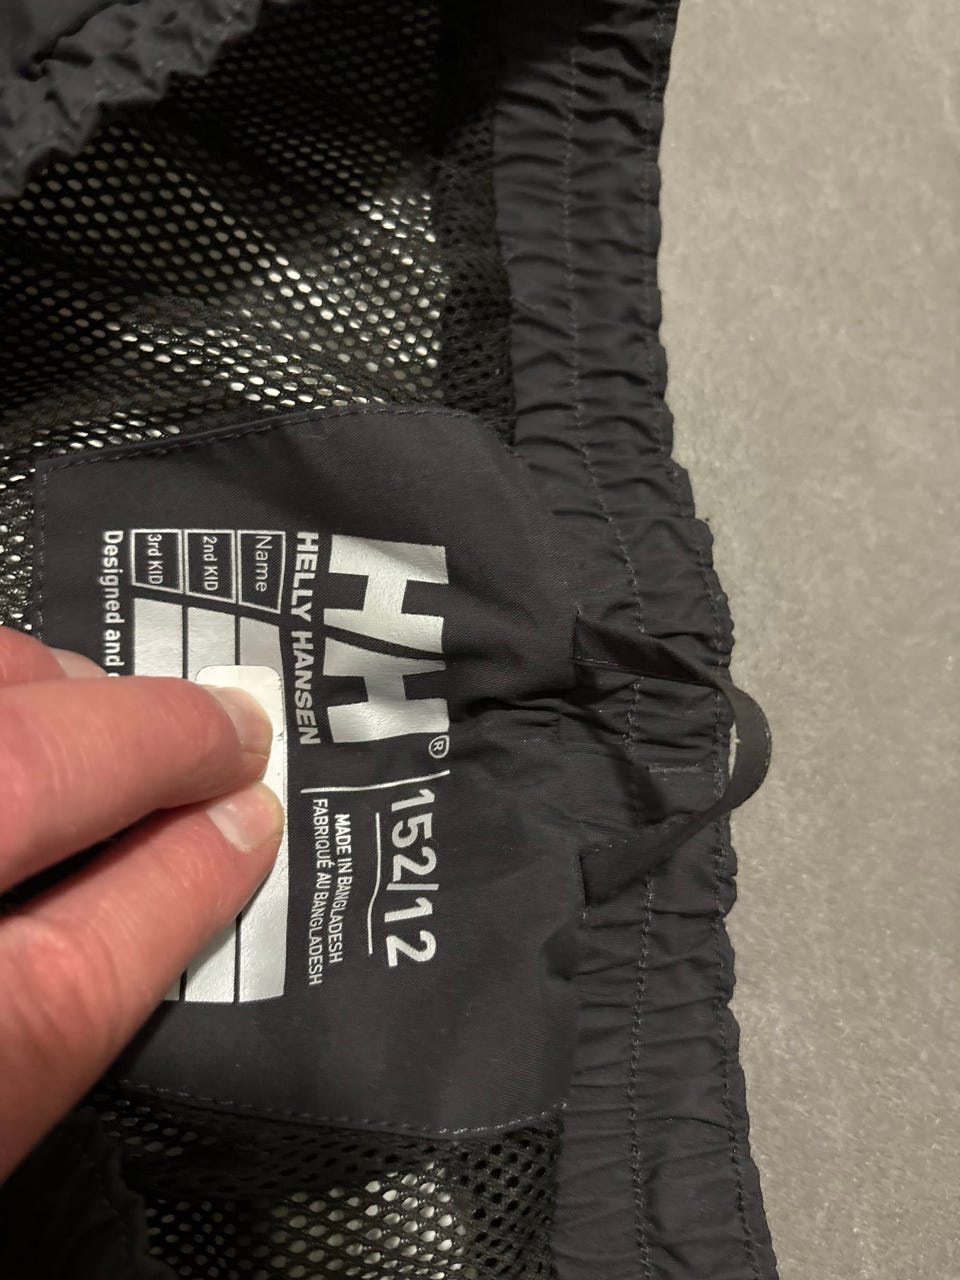 HH®
HELLY HANSEN
152/12
MADE IN BANGLADESH
FABRIQUÉ AU BANGLADESH
Name
2nd KID
3rd KID
Designed and